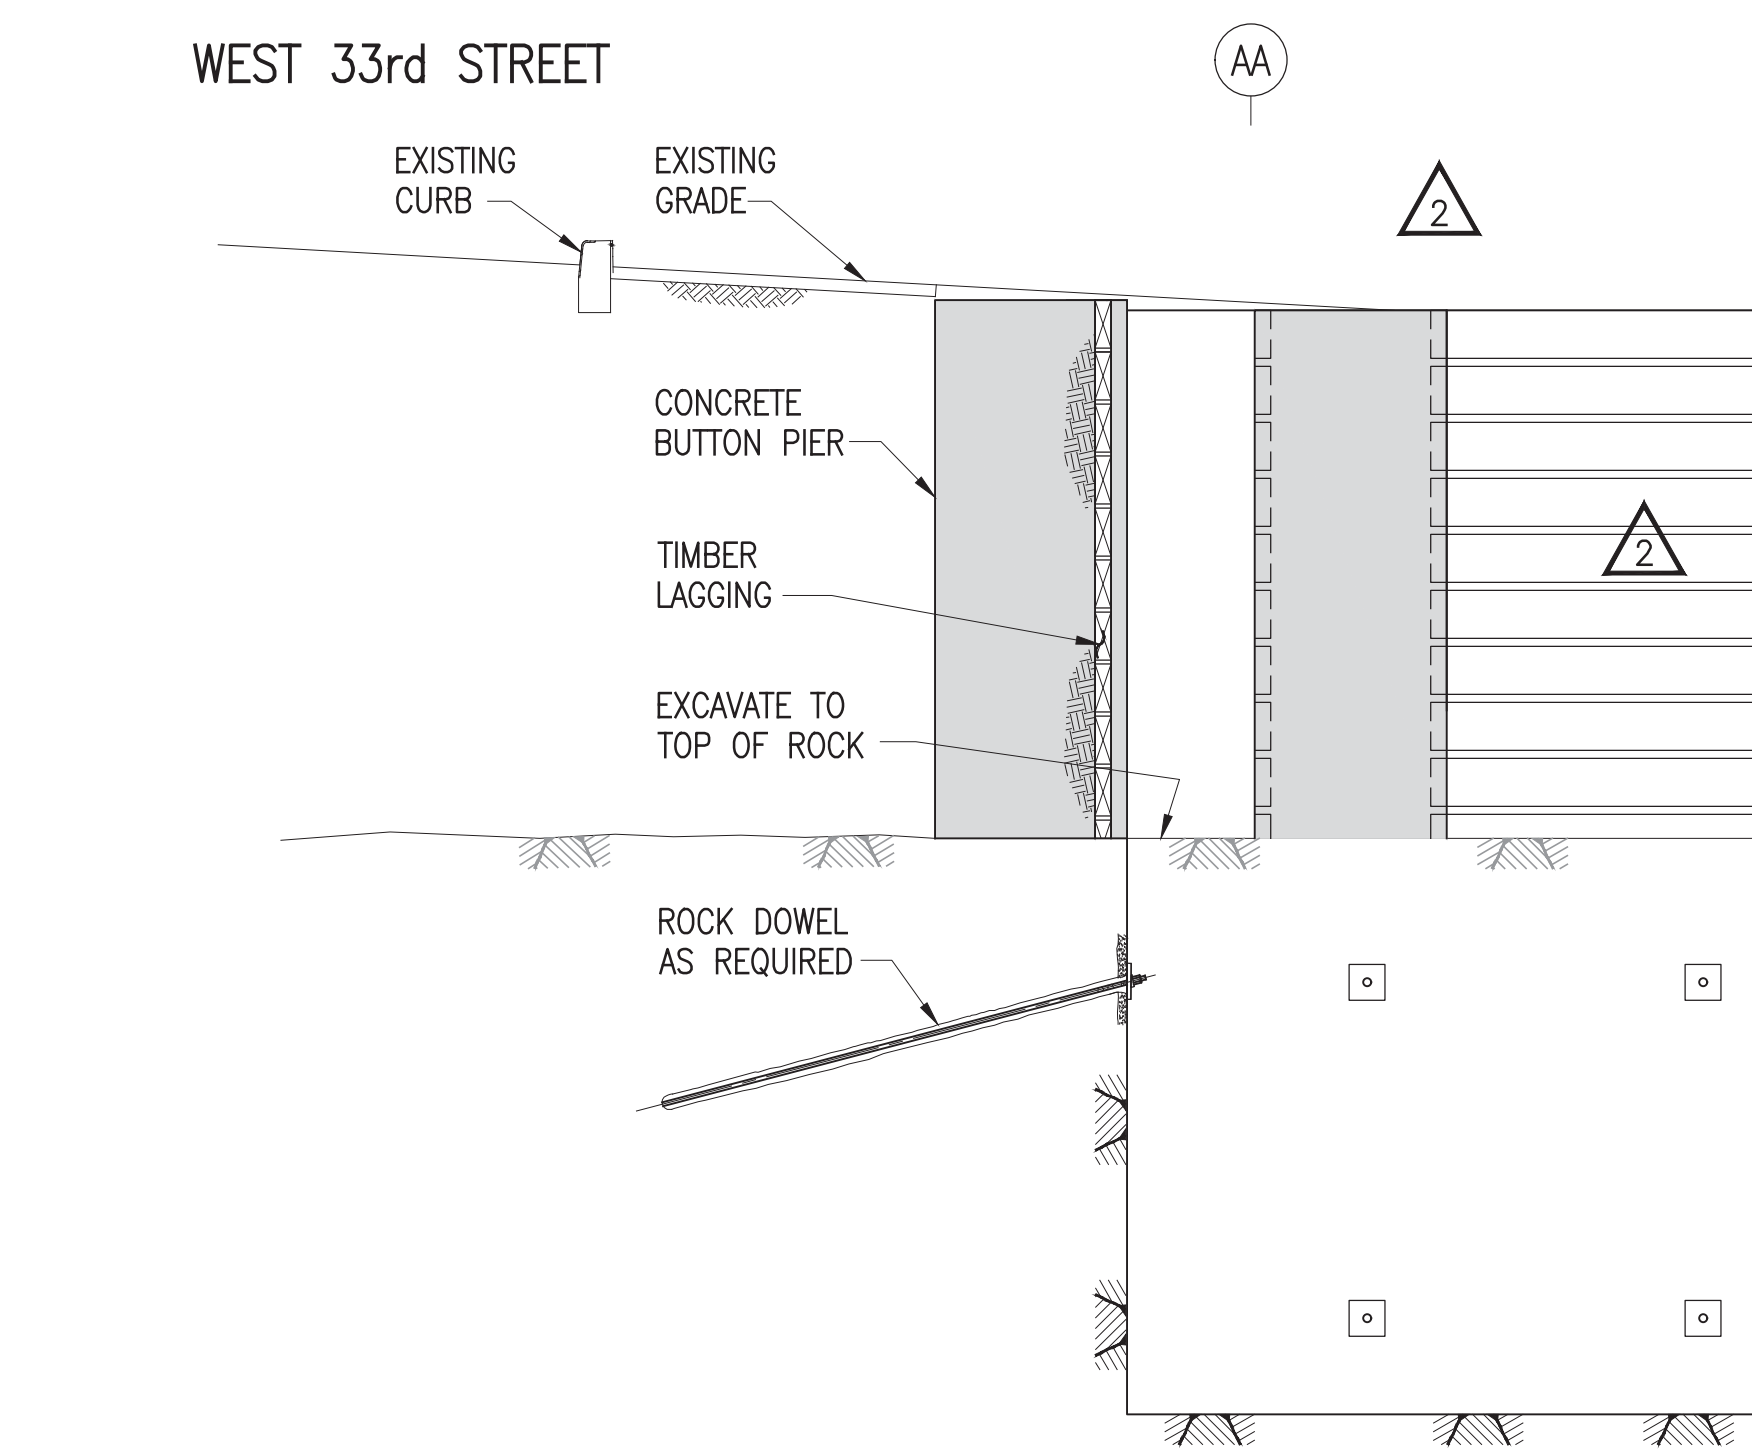 WEST 33rd STREET
AA
EXISTING
CURB
EXISTING
GRADE
2
CONCRETE
BUTTON PIER
2
TIMBER
LAGGING
EXCAVATE TO
TOP OF ROCK
ROCK DOWEL
AS REQUIRED